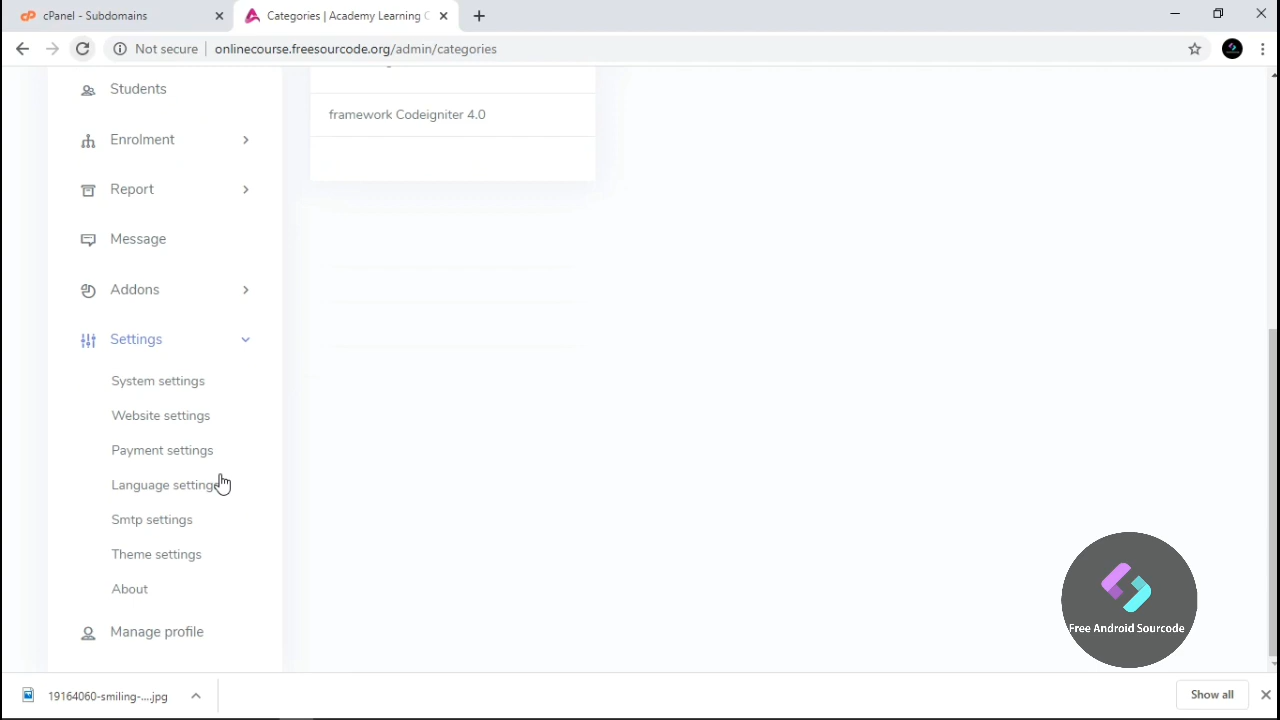 cPanel - Subdomains
Categories | Academy Learning C
Not secure
onlinecourse.freesourcode.org/admin/categories
Students
framework Codeigniter 4.0
Enrolment
Report
Message
Addons
Settings
System settings
Website settings
Payment settings
Language setting
Smtp settings
Theme settings
About
Manage profile
Free Android Sourcode
19164060-smiling-....jpg
Show all